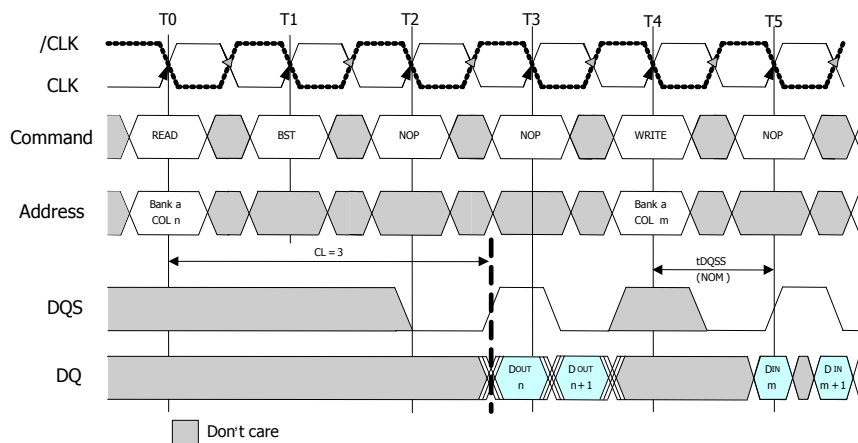 T0 T1 T2 T3 T4 T5
/CLK
CLK
Command READ BST NOP NOP WRITE NOP
Address Bank a COL n Bank a COL m
CL = 3
tDQSS
(NOM)
DQS
DQ DOUT n DOUT n+1 DIN m DIN m+1
Don't care